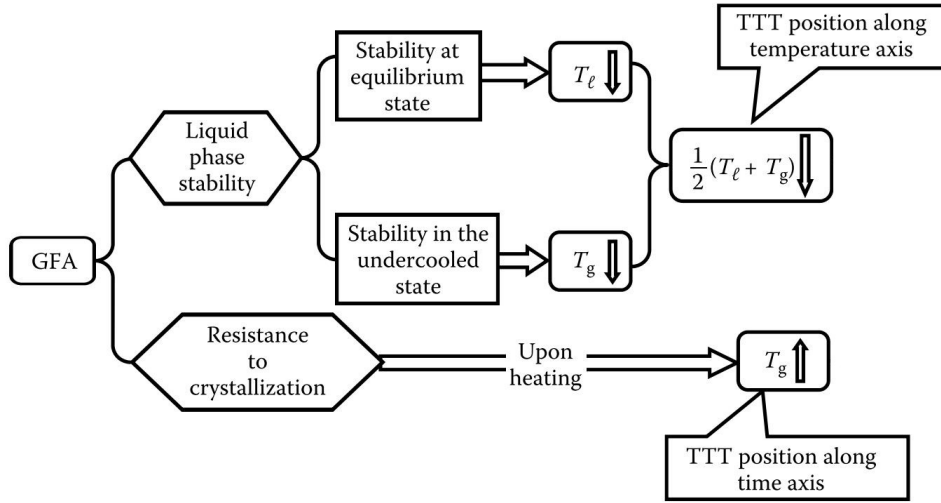 TTT position along
temperature axis
Stability at
equilibrium
state
Tℓ
Liquid
phase
stability
1/2 (Tℓ + Tg)
Stability in the
undercooled
state
Tg
GFA
Resistance
to
crystallization
Upon
heating
Tg
TTT position along
time axis